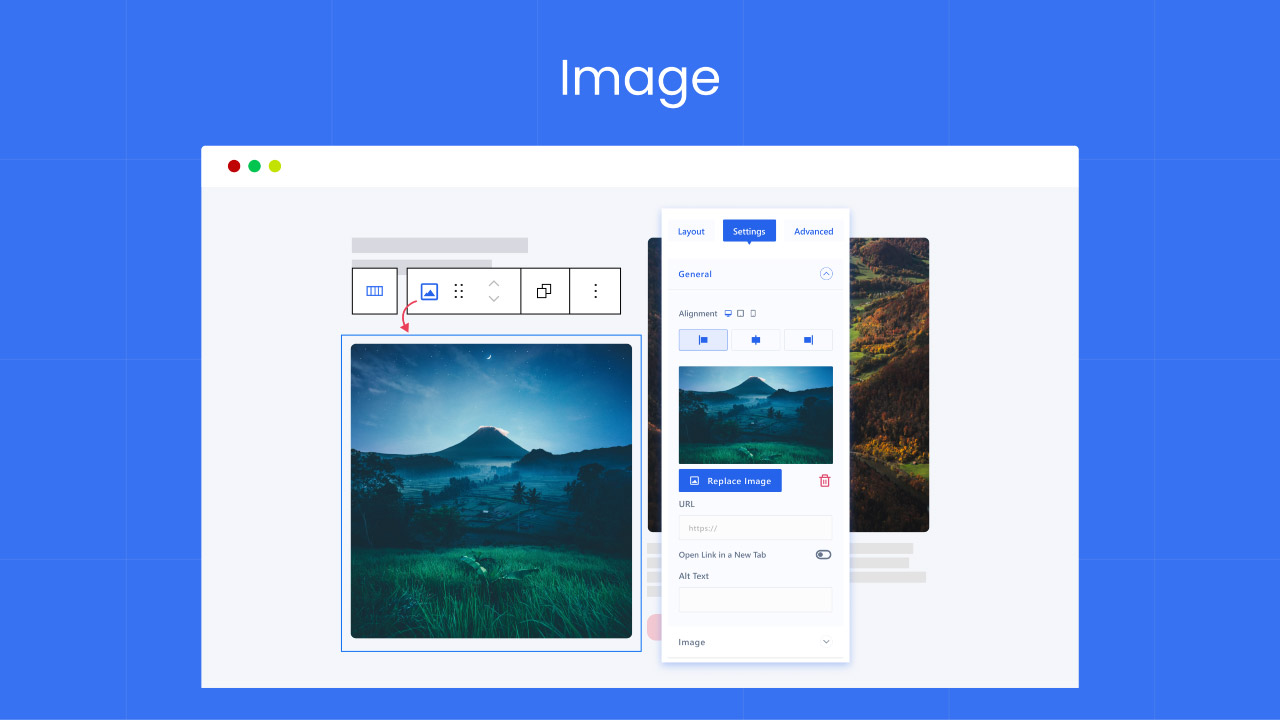 Image
Layout Settings Advanced
General
Alignment
Replace Image
URL
https://
Open Link in a New Tab
Alt Text
Image